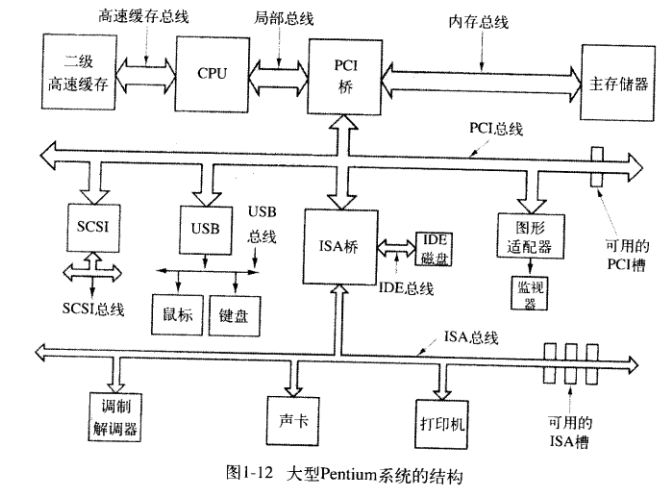 高速缓存总线
局部总线
内存总线
二级
高速缓存
CPU
PCI
桥
主存储器
PCI总线
SCSI
USB
USB
总线
ISA桥
IDE
磁盘
图形
适配器
可用的
PCI槽
SCSI总线
鼠标
键盘
IDE总线
监视
器
ISA总线
调制
解调器
声卡
打印机
可用的
ISA槽
图1-12 大型Pentium系统的结构